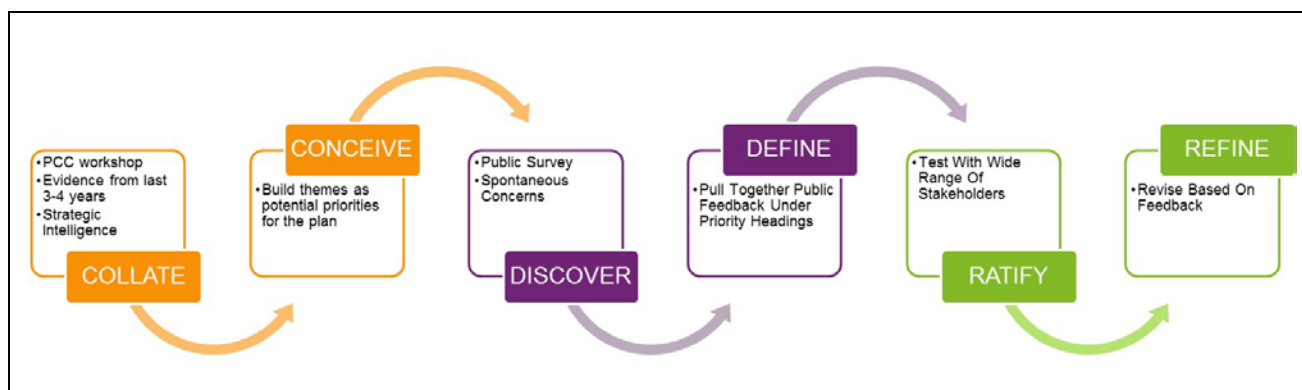 • PCC workshop
• Evidence from last
3-4 years
• Strategic
Intelligence
COLLATE
CONCEIVE
• Build themes as
potential priorities
for the plan
• Public Survey
• Spontaneous
Concerns
DISCOVER
DEFINE
• Pull Together Public
Feedback Under
Priority Headings
• Test With Wide
Range Of
Stakeholders
RATIFY
REFINE
• Revise Based On
Feedback